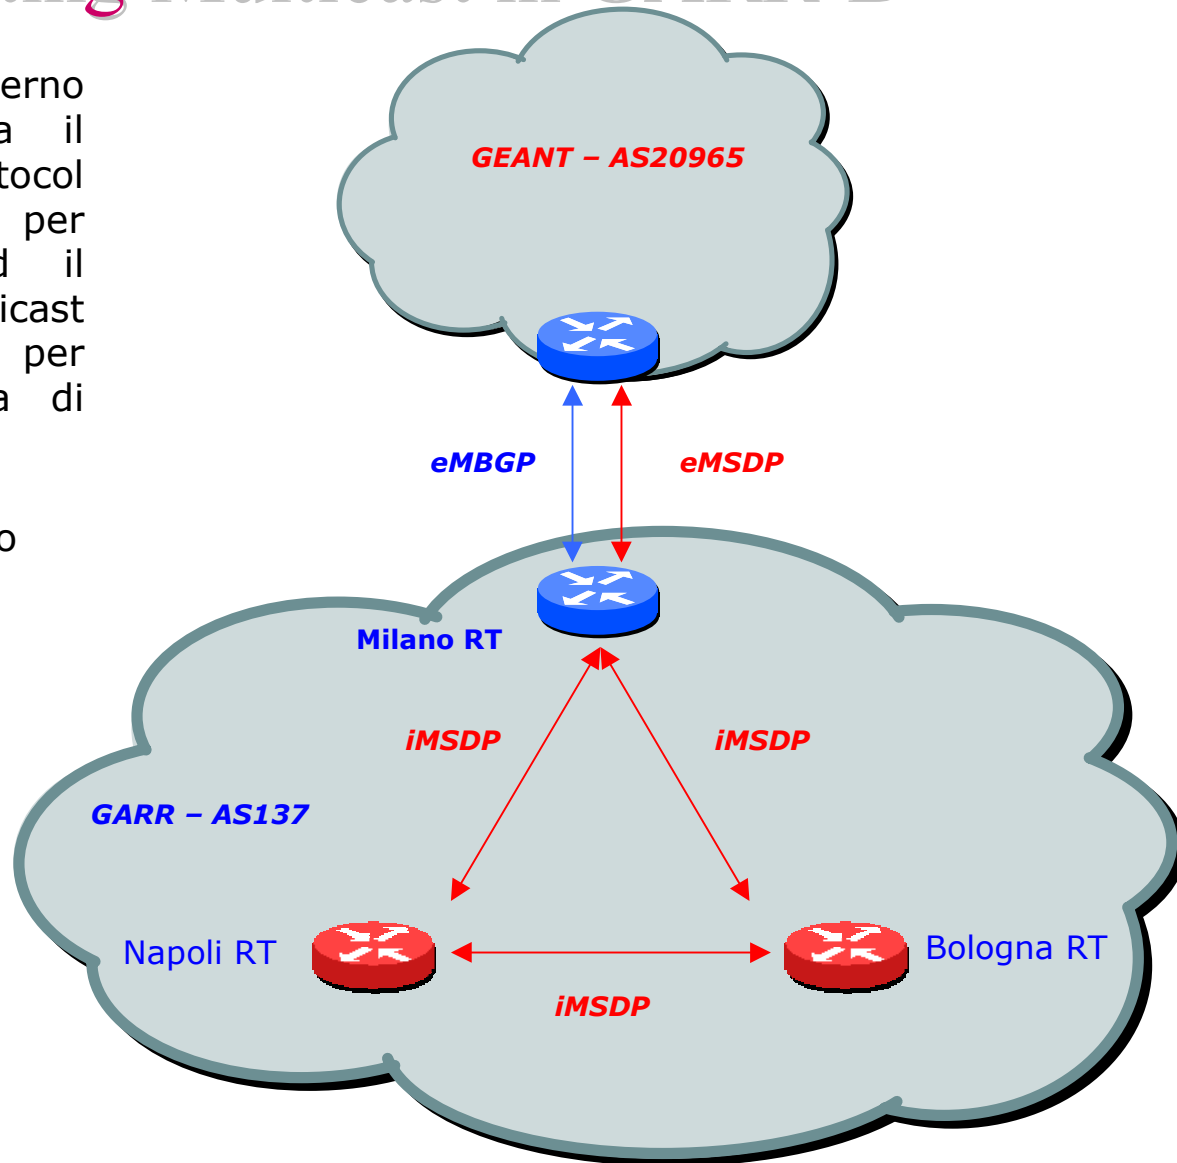 erno
a il
tocol
per
d il
icast
per
a di
o
GEANT – AS20965
eMBGP
eMSDP
Milano RT
iMSDP
iMSDP
GARR – AS137
Napoli RT
Bologna RT
iMSDP